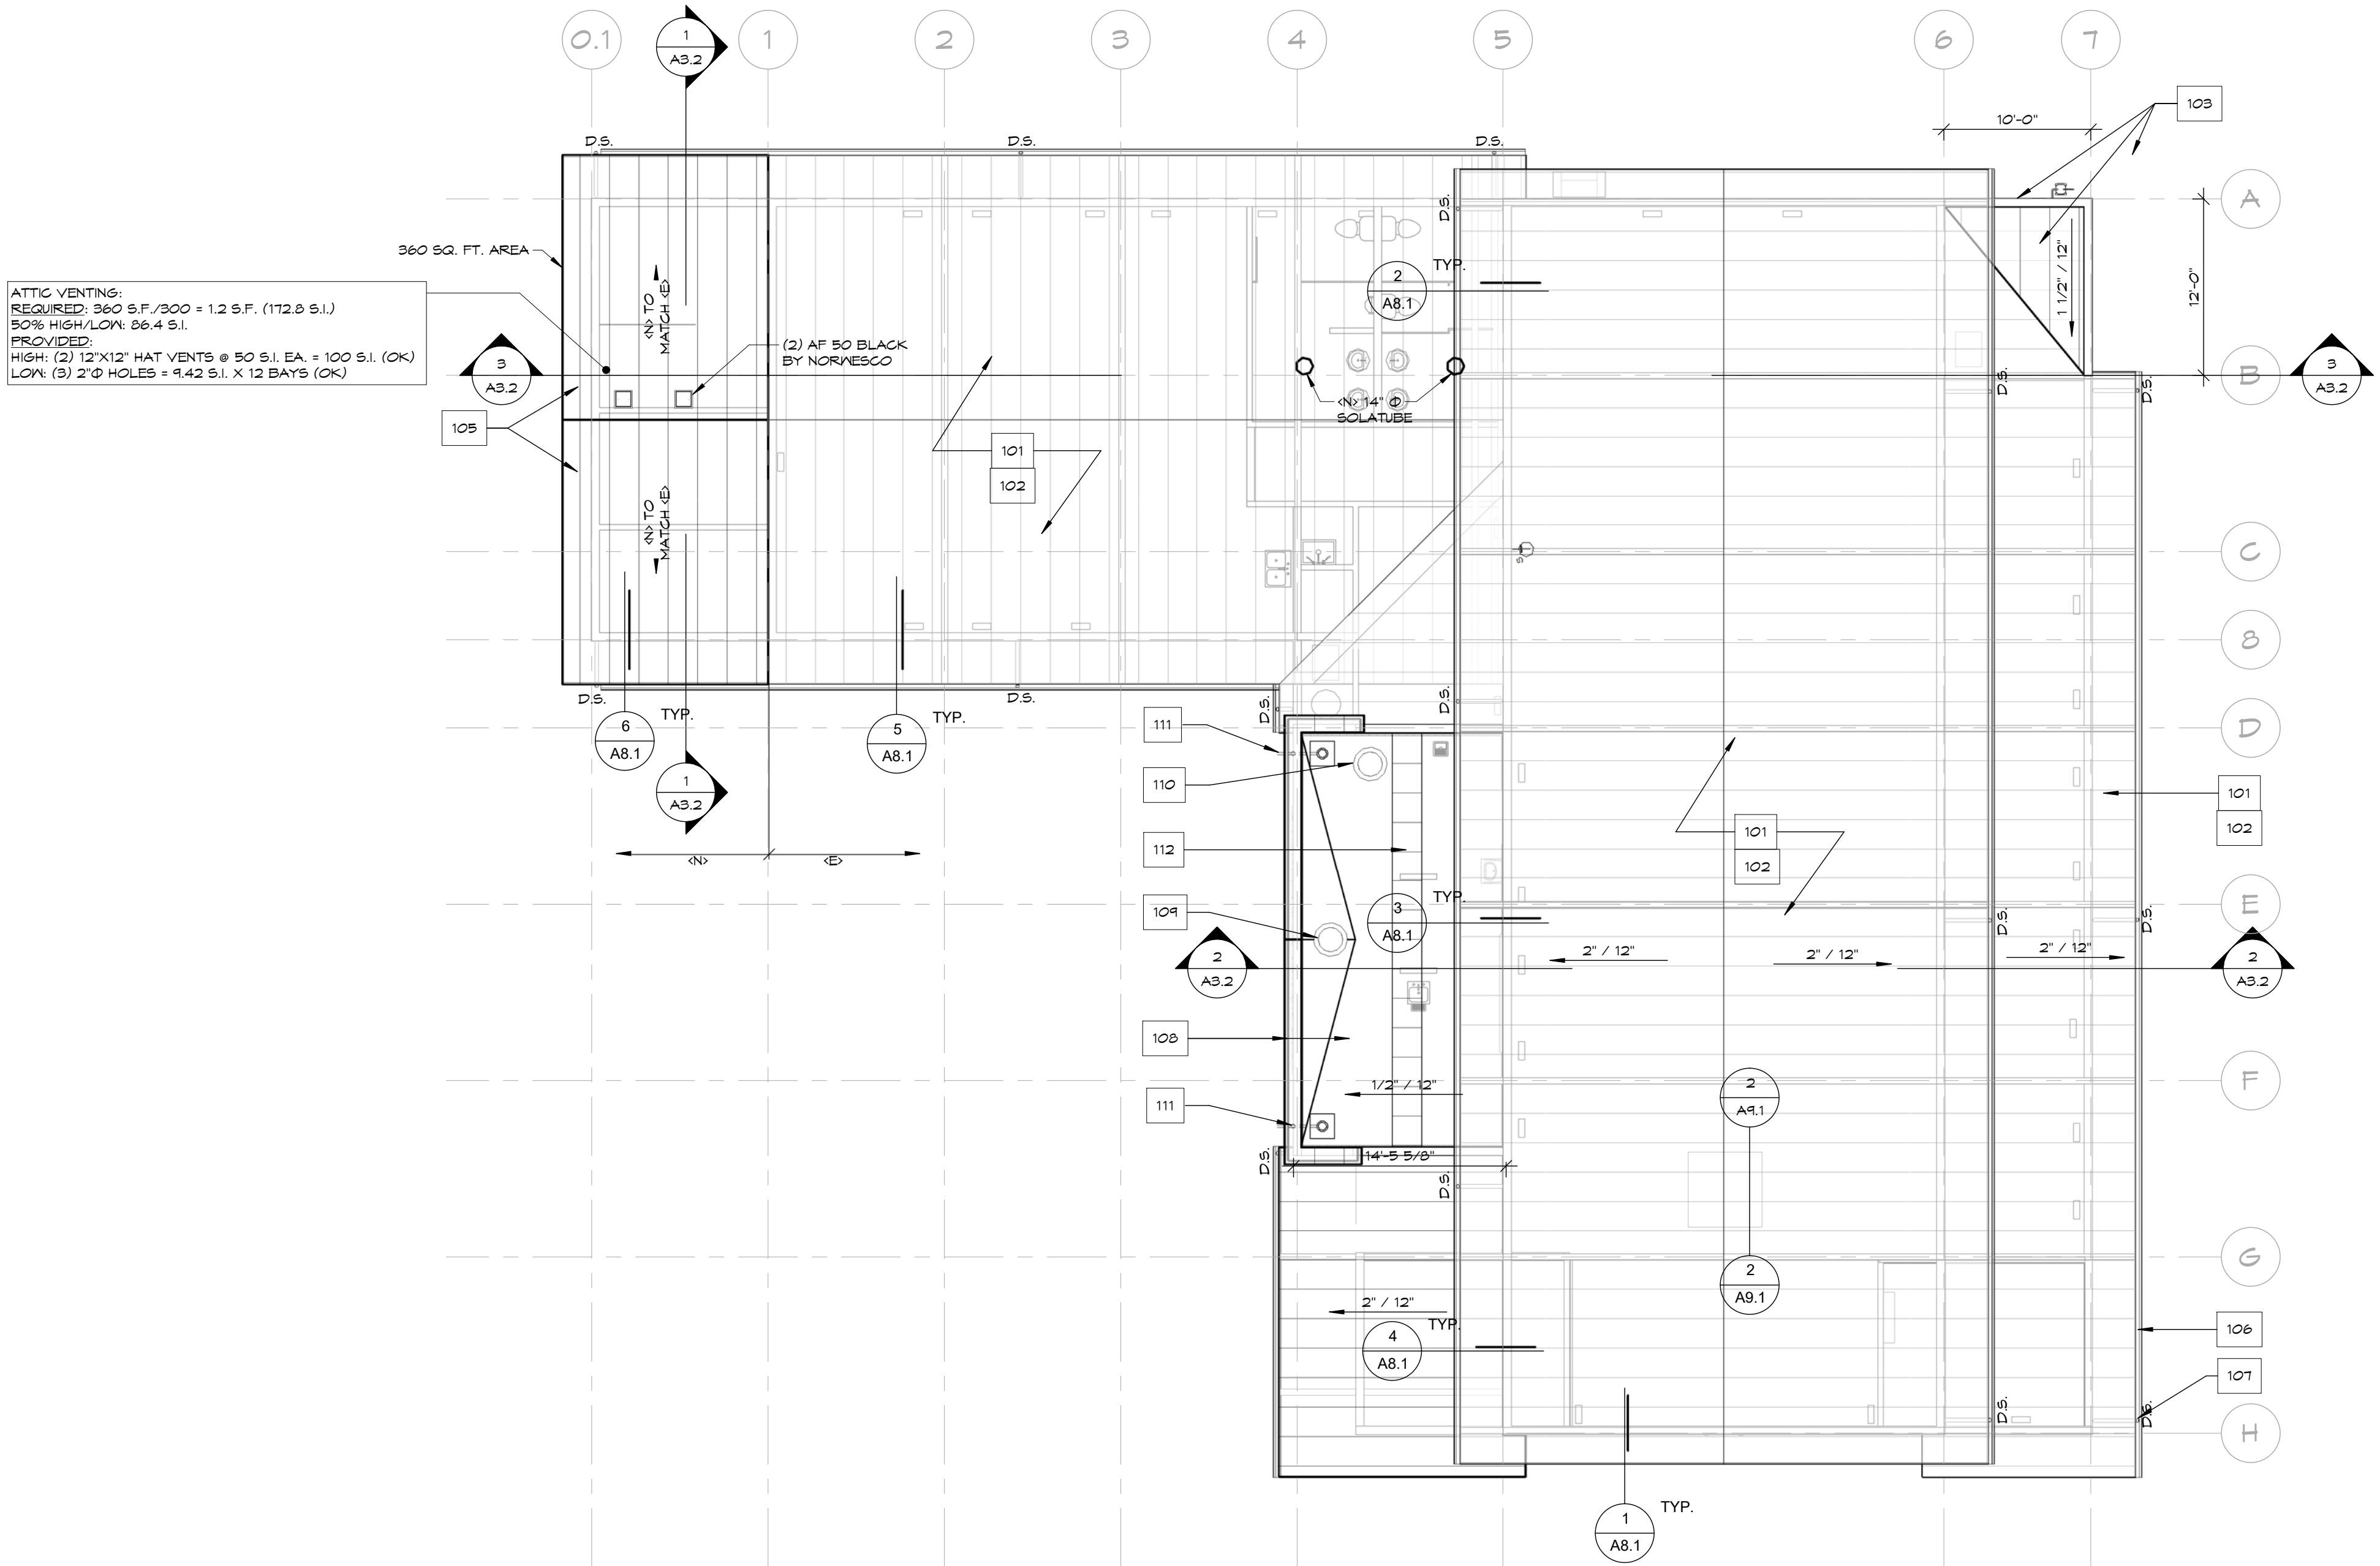 0.1
1
2
3
4
5
6
7
1
A3.2
103
10'-0"
D.S.
D.S.
D.S.
A
D.S.
360 SQ. FT. AREA
<N> TO
MATCH <E>
2
A8.1
TYP.
1 1/2" / 12"
12'-0"
ATTIC VENTING:
REQUIRED: 360 S.F./300 = 1.2 S.F. (172.8 S.I.)
50% HIGH/LOW: 86.4 S.I.
PROVIDED:
HIGH: (2) 12"X12" HAT VENTS @ 50 S.I. EA. = 100 S.I. (OK)
LOW: (3) 2"Φ HOLES = 9.42 S.I. X 12 BAYS (OK)
(2) AF 50 BLACK
BY NORWESCO
3
A3.2
B
3
A3.2
D.S.
D.S.
<N> 14" Φ
SOLATUBE
105
101
102
<N> TO
MATCH <E>
C
8
D.S.
D.S.
D.S.
D.S.
6
A8.1
TYP.
5
A8.1
TYP.
111
D
1
A3.2
110
101
102
112
101
102
<N>
<E>
109
3
A8.1
TYP.
E
D.S.
D.S.
2
A3.2
2" / 12"
2" / 12"
2" / 12"
2
A3.2
108
1/2" / 12"
F
2
A9.1
111
D.S.
14'-5 5/8"
D.S.
G
2
A9.1
2" / 12"
4
A8.1
TYP.
106
107
D.S.
D.S.
H
1
A8.1
TYP.